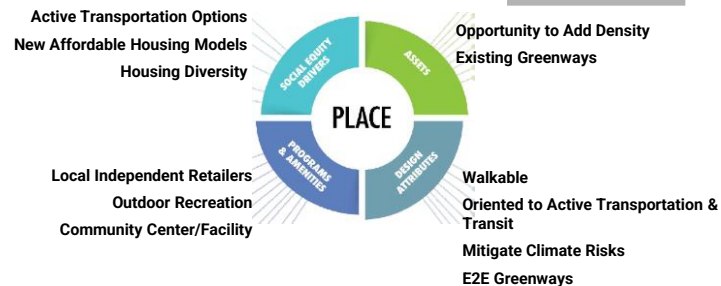 Active Transportation Options
New Affordable Housing Models
Housing Diversity
Opportunity to Add Density
Existing Greenways
SOCIAL EQUITY
DRIVERS
ASSETS
PLACE
PROGRAMS
& AMENITIES
DESIGN
ATTRIBUTES
Local Independent Retailers
Outdoor Recreation
Community Center/Facility
Walkable
Oriented to Active Transportation &
Transit
Mitigate Climate Risks
E2E Greenways